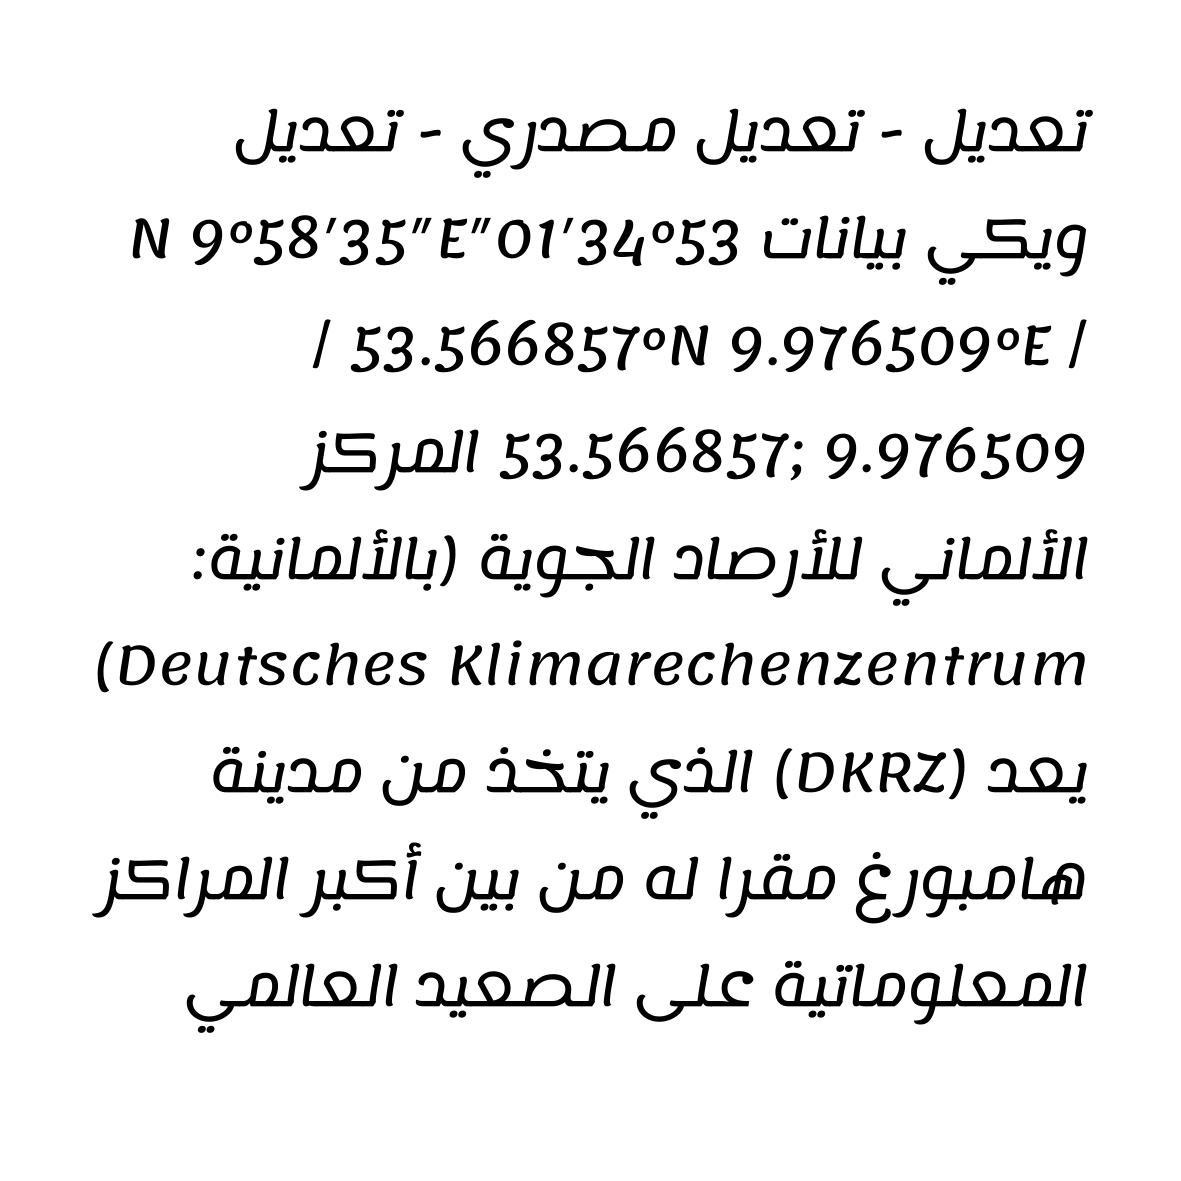 تعديل - تعديل مصدري - تعديل
ويكي بيانات 53°34′01″N 9°58′35″E
/ 53.566857°N 9.976509°E /
53.566857; 9.976509 المركز
الألماني للأرصاد الجوية (بالألمانية:
Deutsches Klimarechenzentrum)
يعد (DKRZ) الذي يتخذ من مدينة
هامبورغ مقرا له من بين أكبر المراكز
المعلوماتية على الصعيد العالمي